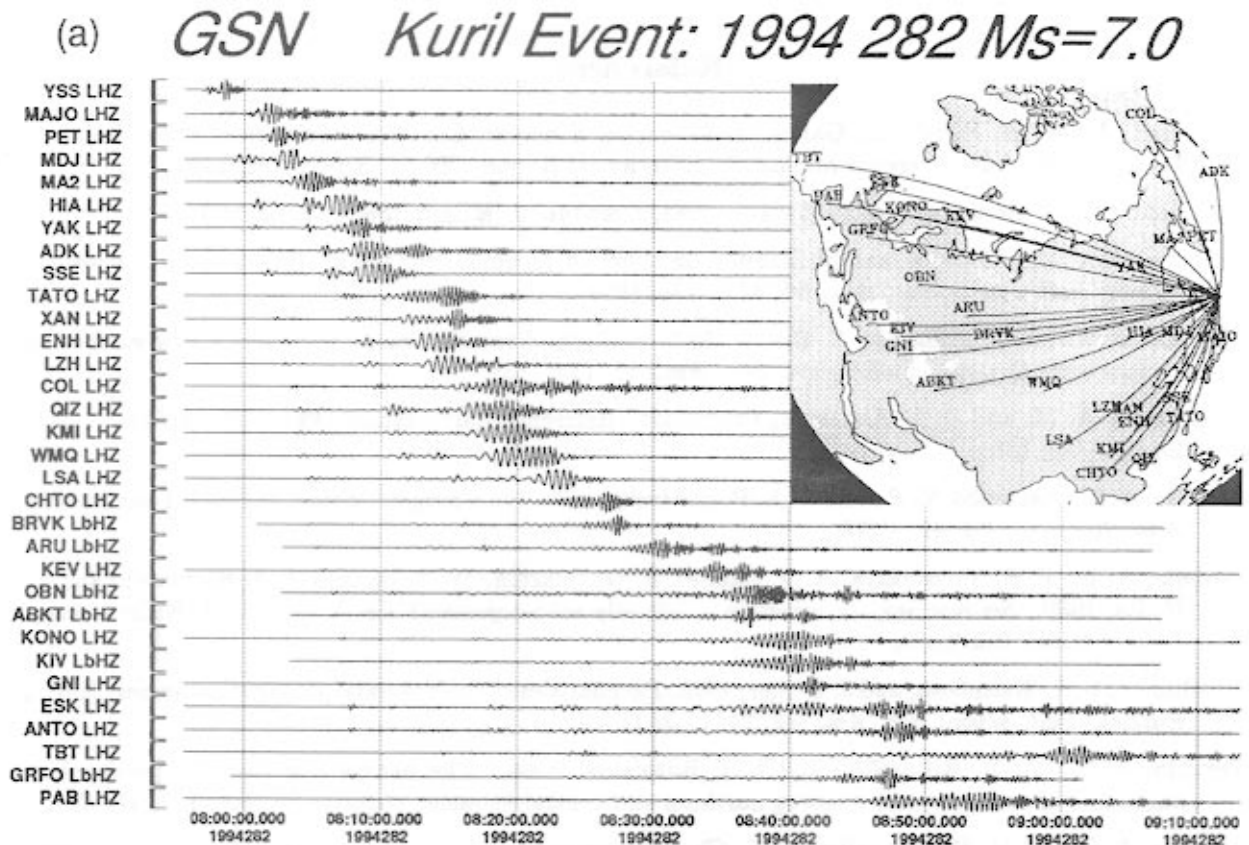 (a) GSN Kuril Event: 1994 282 Ms=7.0
YSS LHZ
MAJO LHZ
PET LHZ
MDJ LHZ
MA2 LHZ
HIA LHZ
YAK LHZ
ADK LHZ
SSE LHZ
TATO LHZ
XAN LHZ
ENH LHZ
LZH LHZ
COL LHZ
QIZ LHZ
KMI LHZ
WMQ LHZ
LSA LHZ
CHTO LHZ
BRVK LbHZ
ARU LbHZ
KEV LHZ
OBN LbHZ
ABKT LbHZ
KONO LHZ
KIV LbHZ
GNI LHZ
ESK LHZ
ANTO LHZ
TBT LHZ
GRFO LbHZ
PAB LHZ
COL
ADK
TBT
PAB
KONO
KEV
GRFO
MA2 PET
YAK
OBN
ARU
ANTO
KIV
BRVK
HIA MDJ MAJO
GNI
ABKT
WMQ
SSE
LZH XAN
ENH
TATO
LSA
KMI
QIZ
CHTO
08:00:00.000 08:10:00.000 08:20:00.000 08:30:00.000 08:40:00.000 08:50:00.000 09:00:00.000 09:10:00.000
1994282 1994282 1994282 1994282 1994282 1994282 1994282 1994282